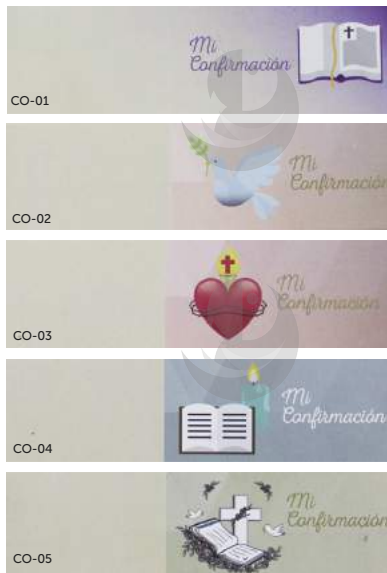 Mi
Confirmación
CO-01
Mi
Confirmación
CO-02
Mi
Confirmación
CO-03
Mi
Confirmación
CO-04
Mi
Confirmación
CO-05